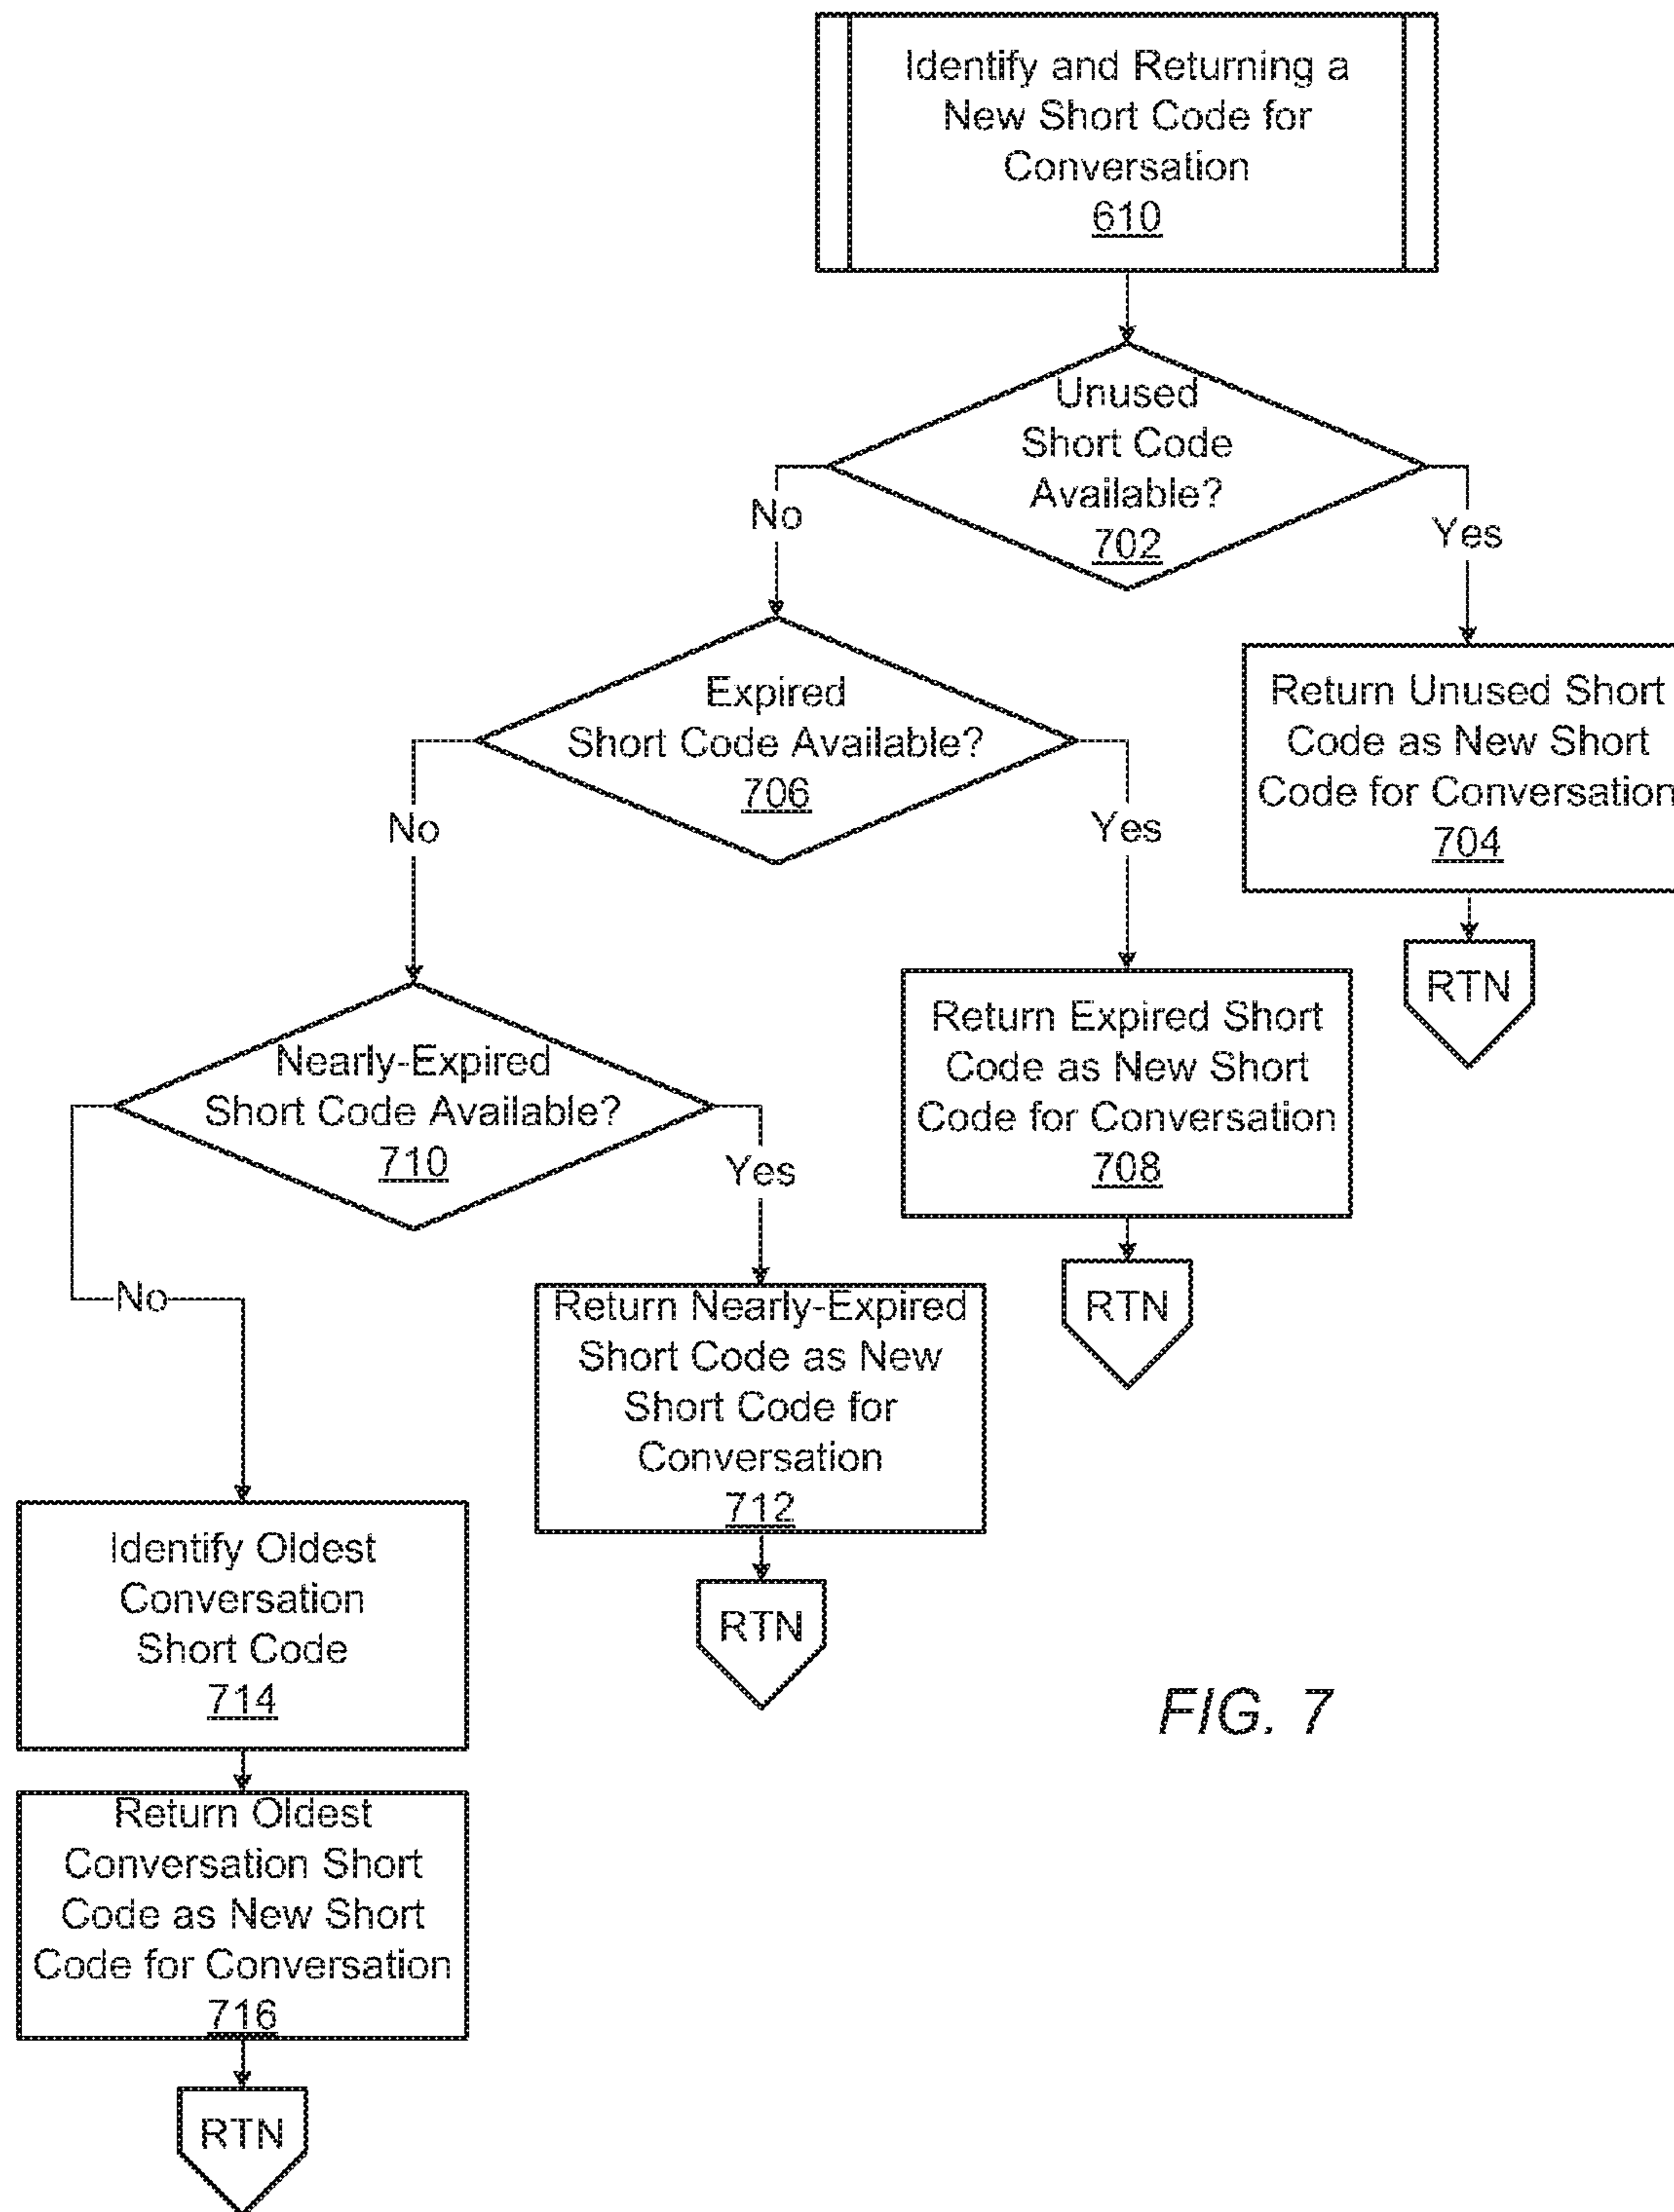 Identify and Returning a
New Short Code for
Conversation
610
Unused
Short Code
Available?
702
No
Yes
Expired
Short Code Available?
706
No
Yes
Return Unused Short
Code as New Short
Code for Conversation
704
RTN
Nearly-Expired
Short Code Available?
710
No
Yes
Return Expired Short
Code as New Short
Code for Conversation
708
RTN
Return Nearly-Expired
Short Code as New
Short Code for
Conversation
712
RTN
Identify Oldest
Conversation
Short Code
714
Return Oldest
Conversation Short
Code as New Short
Code for Conversation
716
RTN
FIG. 7